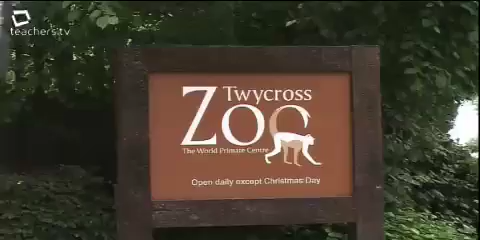 teachers.tv
Twycross
Zoo
The World Primate Centre
Open daily except Christmas Day